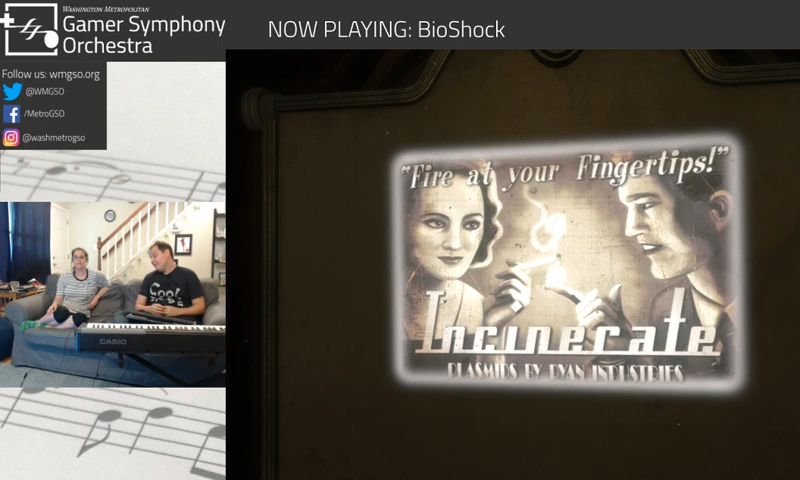 WASHINGTON METROPOLITAN
Gamer Symphony
Orchestra
NOW PLAYING: BioShock
Follow us: wmgso.org
@WMGSO
/MetroGSO
@washmetrogso
"Fire at your Fingertips!"
Incinerate
PLASMIDS BY RYAN INDUSTRIES
Cool
CASIO